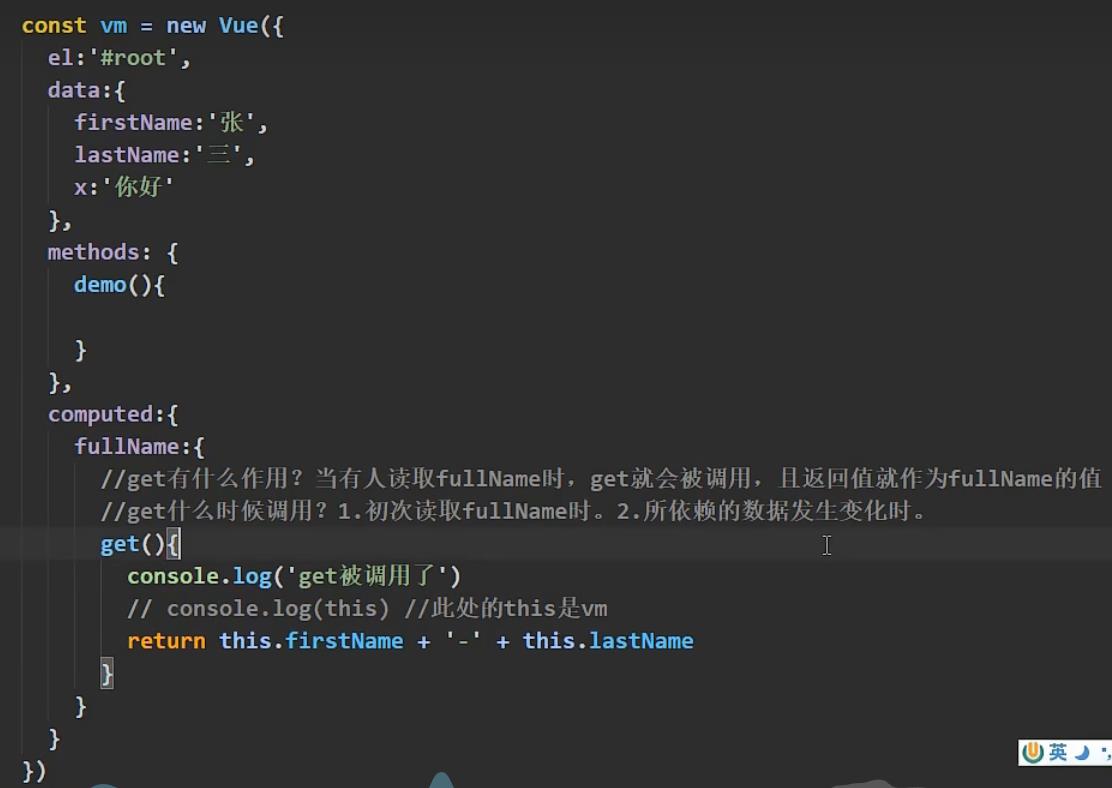 const vm = new Vue({
  el:'#root',
  data:{
    firstName:'张',
    lastName:'三',
    x:'你好'
  },
  methods: {
    demo(){

    }
  },
  computed:{
    fullName:{
      //get有什么作用？当有人读取fullName时，get就会被调用，且返回值就作为fullName的值
      //get什么时候调用？1.初次读取fullName时。2.所依赖的数据发生变化时。
      get(){
        console.log('get被调用了')
        // console.log(this) //此处的this是vm
        return this.firstName + '-' + this.lastName
      }
    }
  }
})
英